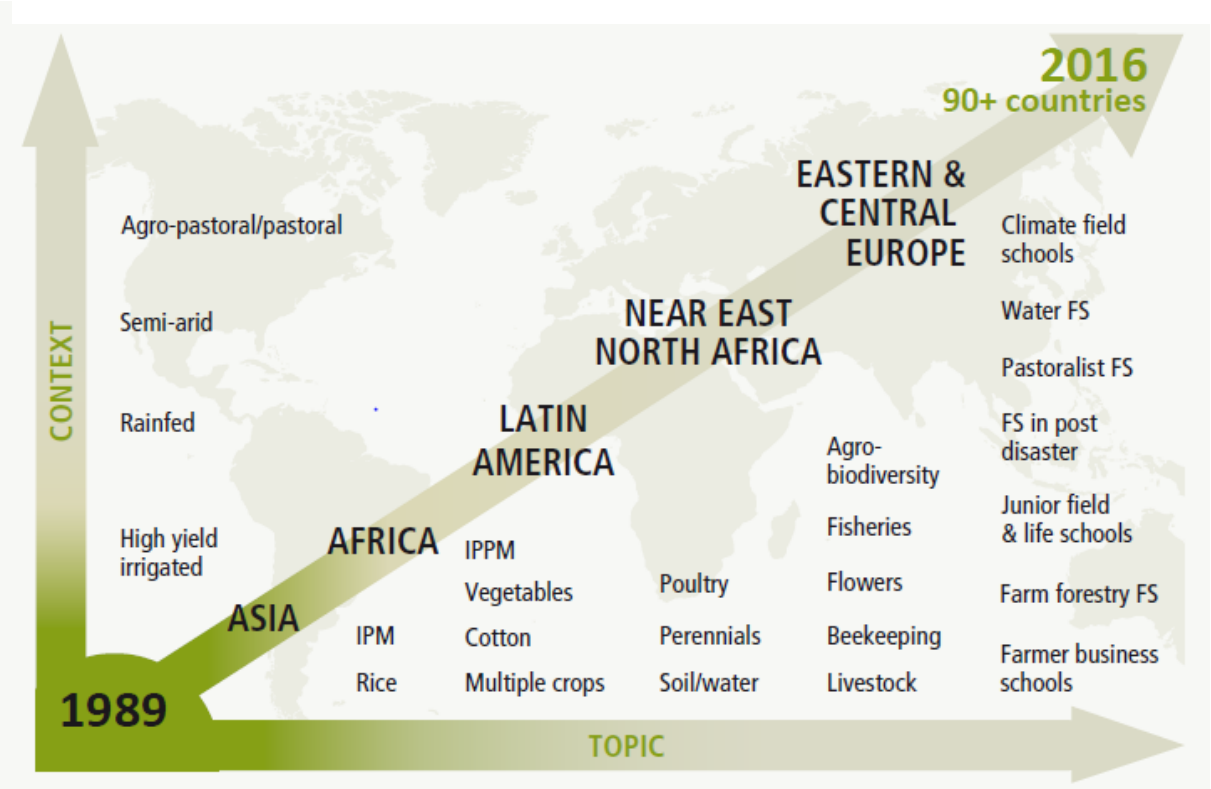 2016
90+ countries
EASTERN &
CENTRAL
EUROPE
NEAR EAST
NORTH AFRICA
LATIN
AMERICA
AFRICA
ASIA
1989
CONTEXT
Agro-pastoral/pastoral
Semi-arid
Rainfed
High yield
irrigated
IPM
Rice
IPPM
Vegetables
Cotton
Multiple crops
Poultry
Perennials
Soil/water
Agro-
biodiversity
Fisheries
Flowers
Beekeeping
Livestock
Climate field
schools
Water FS
Pastoralist FS
FS in post
disaster
Junior field
& life schools
Farm forestry FS
Farmer business
schools
TOPIC